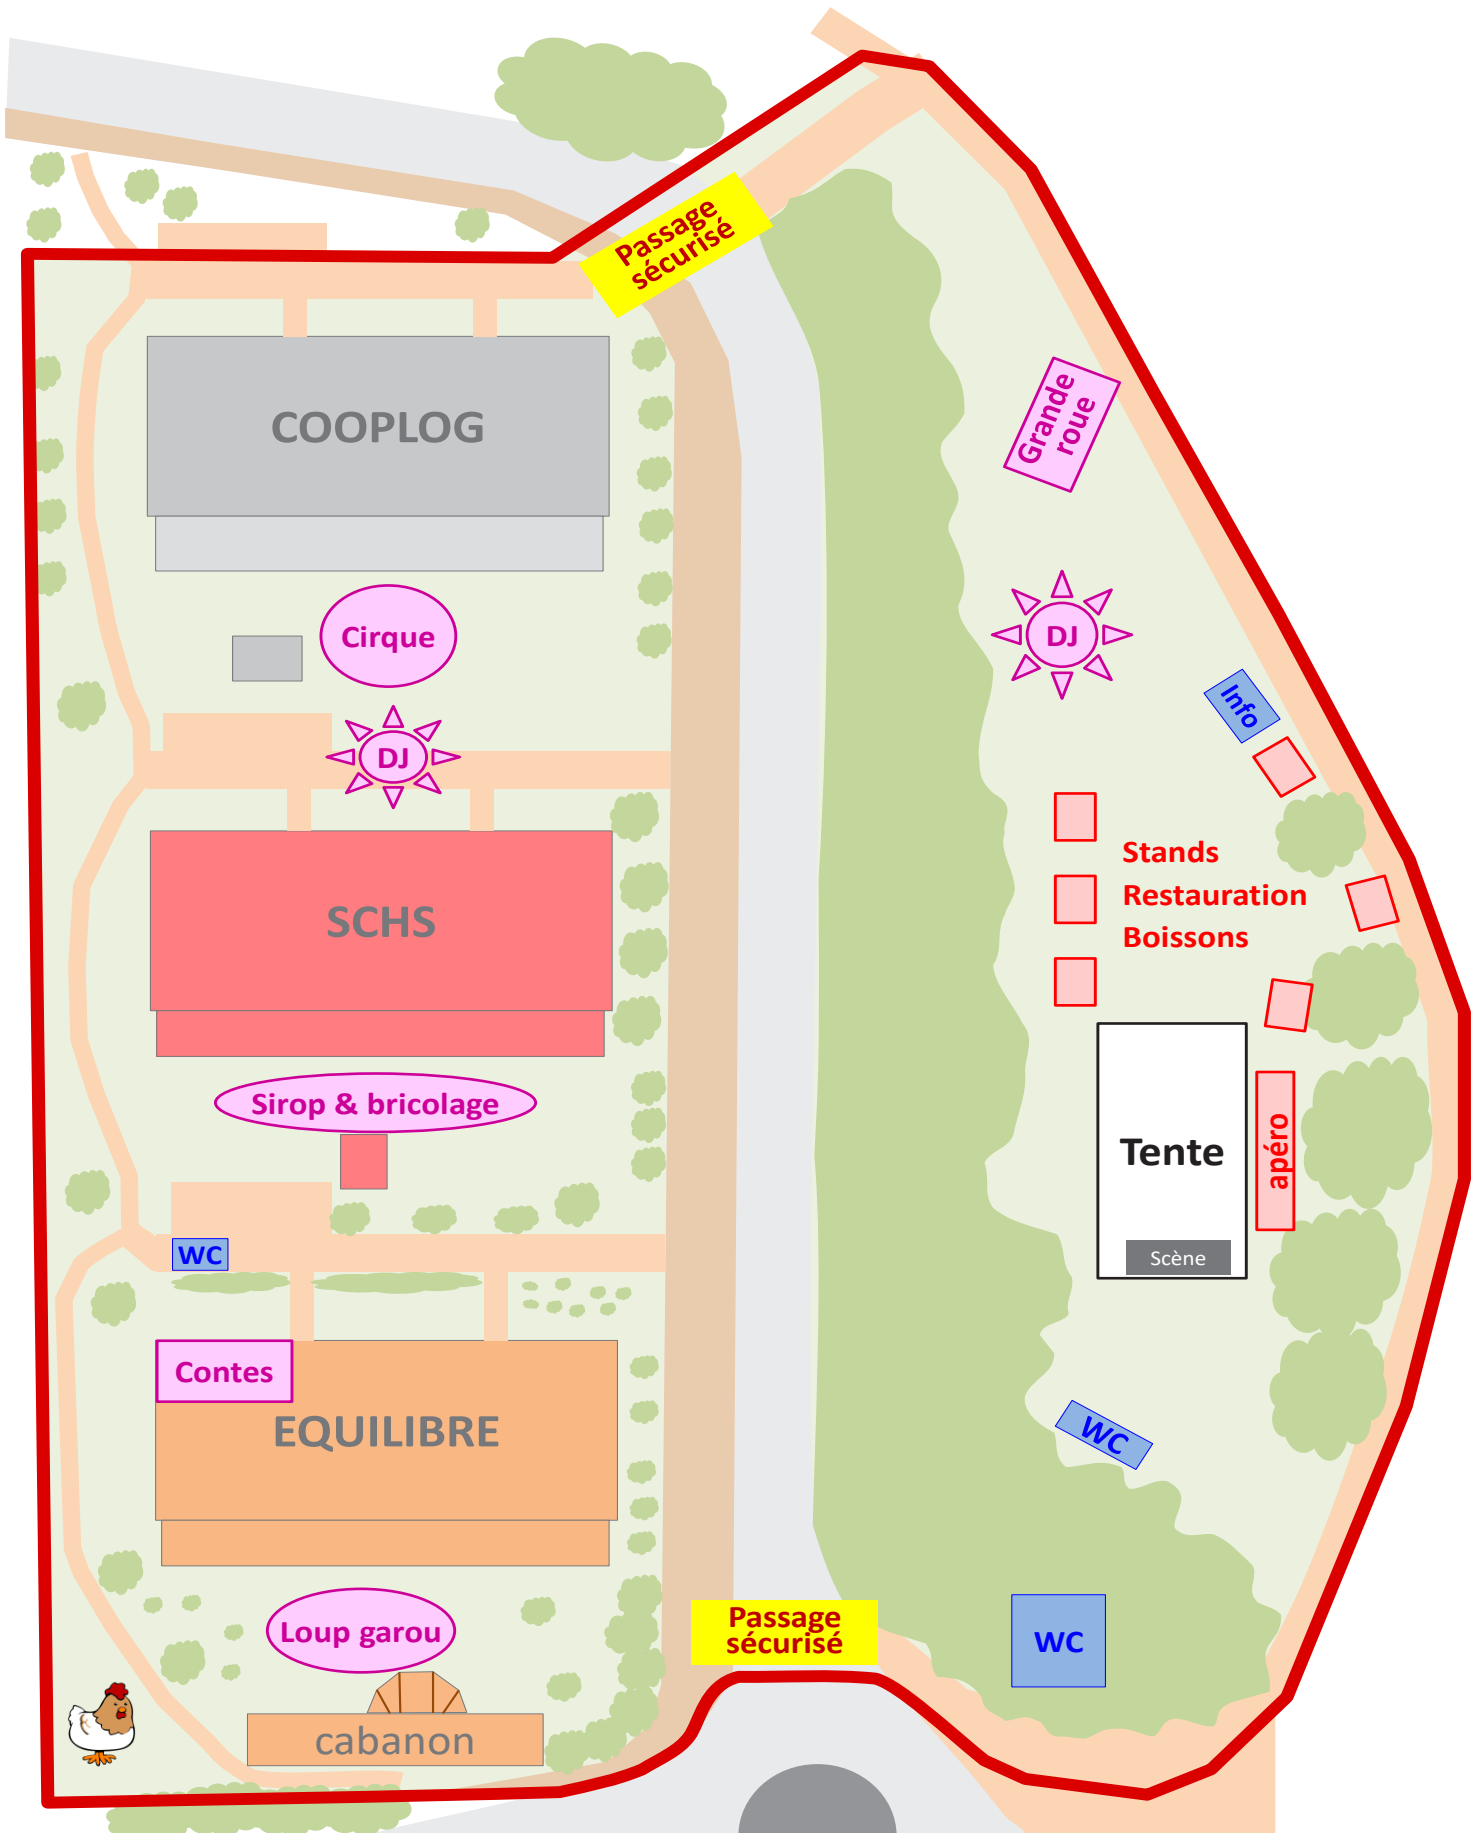 Passage
sécurisé
Grande
roue
COOPLOG
Cirque
DJ
DJ
Info
Stands
Restauration
Boissons
SCHS
Sirop & bricolage
Tente
apéro
Scène
WC
Contes
EQUILIBRE
WC
Loup garou
Passage
sécurisé
WC
cabanon